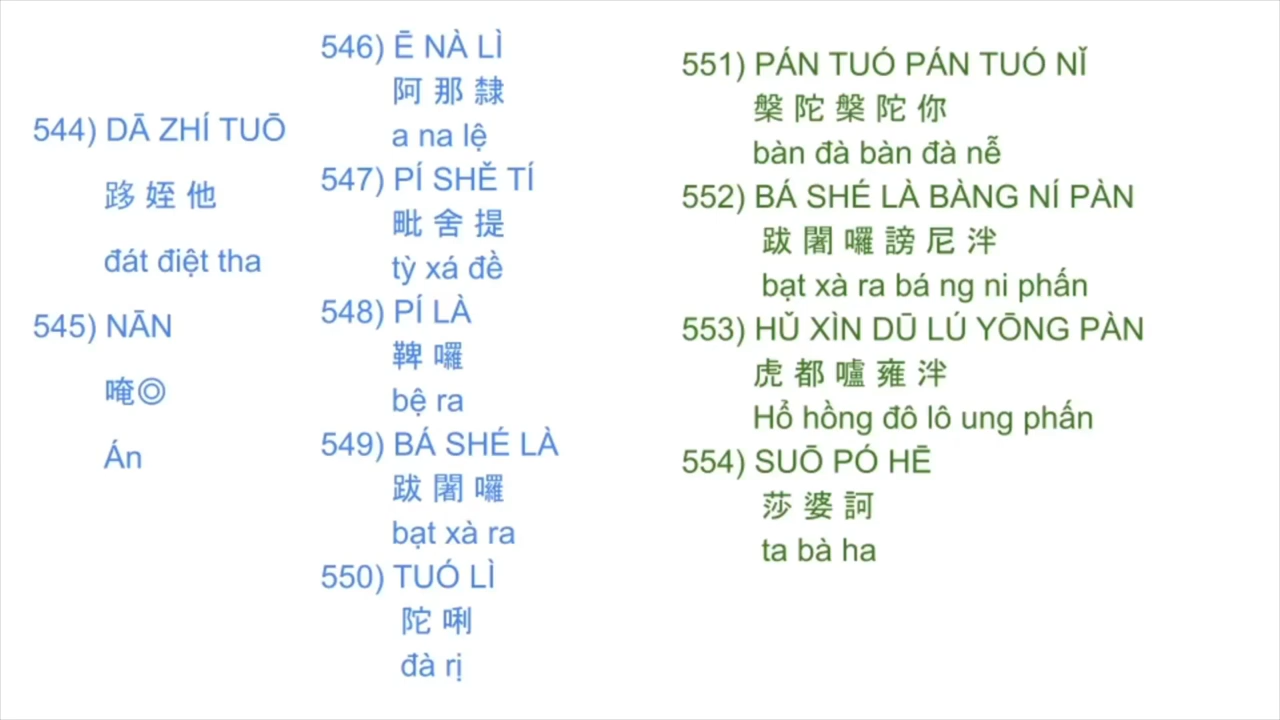 544) DĀ ZHÍ TUŌ
跢 姪 他
đát điệt tha
545) NĀN
唵◎
Án
546) Ē NÀ LÌ
阿 那 隸
a na lệ
547) PÍ SHĚ TÍ
毗 舍 提
tỳ xá đề
548) PÍ LÀ
鞞 囉
bệ ra
549) BÁ SHÉ LÀ
跋 闍 囉
bạt xà ra
550) TUÓ LÌ
陀 唎
đà rị
551) PÁN TUÓ PÁN TUÓ NǏ
槃 陀 槃 陀 你
bàn đà bàn đà nễ
552) BÁ SHÉ LÀ BÀNG NÍ PÀN
跋 闍 囉 謗 尼 泮
bạt xà ra bá ng ni phấn
553) HǓ XÌN DŪ LÚ YŌNG PÀN
虎 都 嚧 雍 泮
Hổ hồng đô lô ung phấn
554) SUŌ PÓ HĒ
莎 婆 訶
ta bà ha